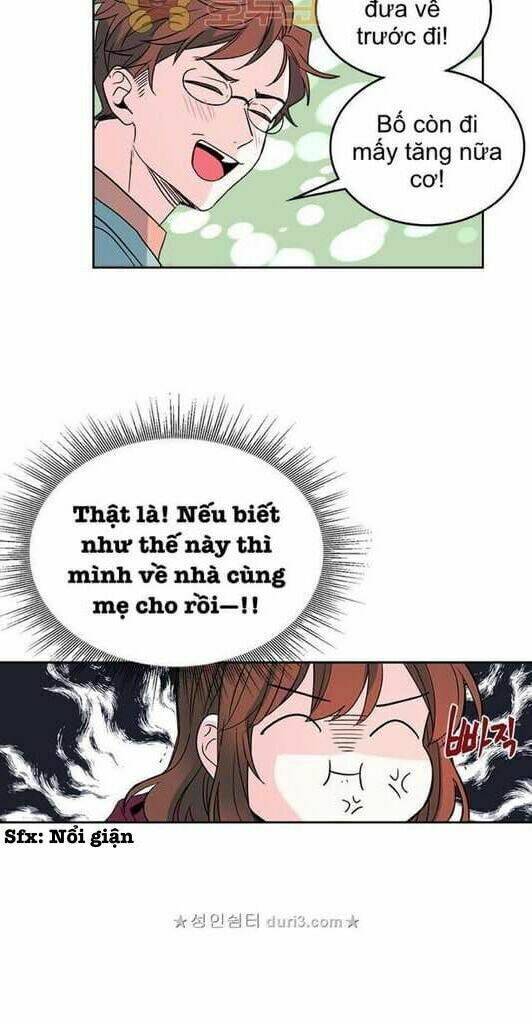 đưa về
trước đi!
Bố còn đi
mấy tăng nữa
cơ!
Thật là! Nếu biết
như thế này thì
mình về nhà cùng
mẹ cho rồi—!!
빠직
Sfx: Nổi giận
★성인쉼터 duri3.com★